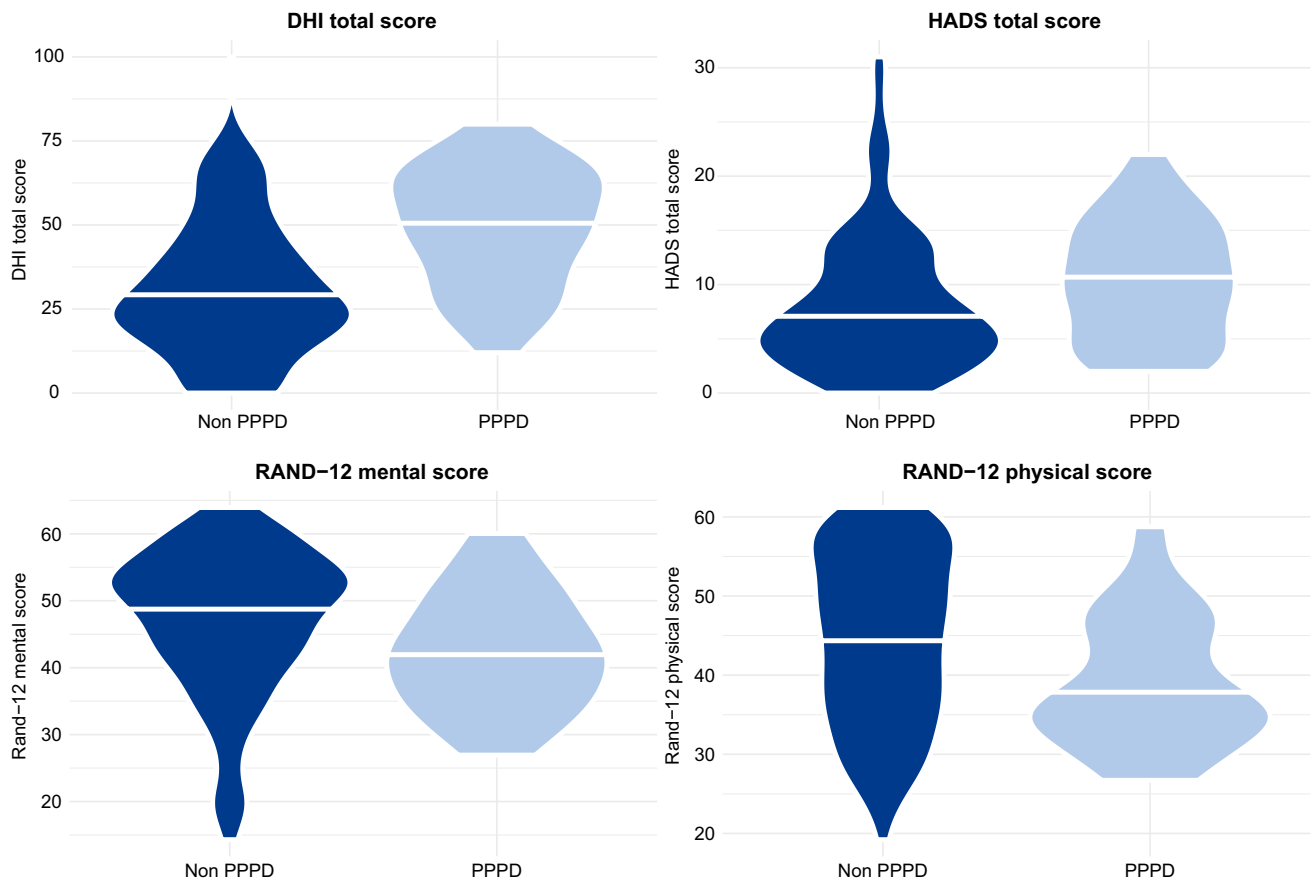 DHI total score
100
75
50
25
0
DHI total score
Non PPPD
PPPD
HADS total score
30
20
10
0
HADS total score
Non PPPD
PPPD
RAND−12 mental score
60
50
40
30
20
Rand−12 mental score
Non PPPD
PPPD
RAND−12 physical score
60
50
40
30
20
Rand−12 physical score
Non PPPD
PPPD